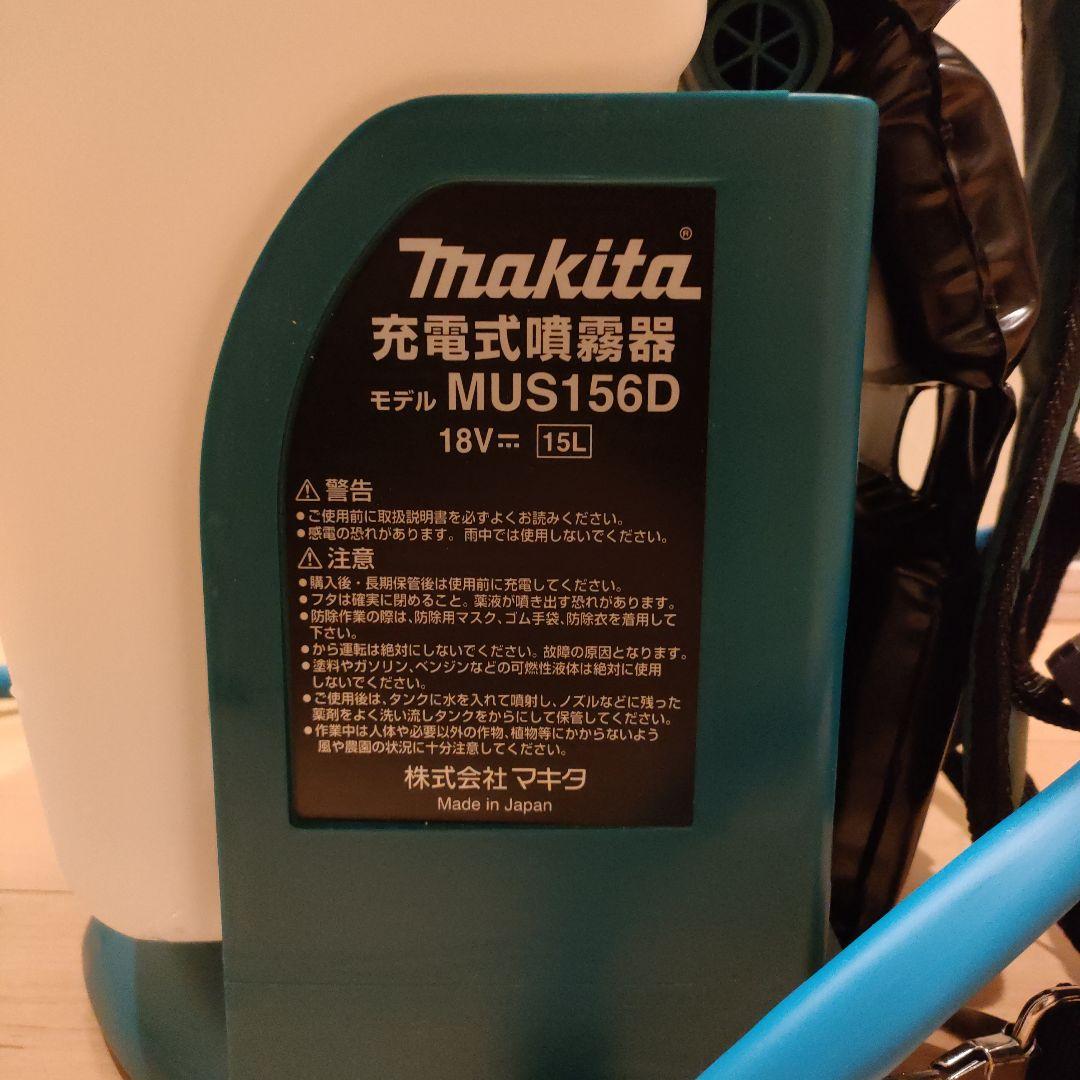 makita®
充電式噴霧器
モデル MUS156D
18V⎓ 15L
⚠警告
●ご使用前に取扱説明書を必ずよくお読みください。
●感電の恐れがあります。雨中では使用しないでください。
⚠注意
●購入後・長期保管後は使用前に充電してください。
●フタは確実に閉めること。薬液が噴き出す恐れがあります。
●防除作業の際は、防除用マスク、ゴム手袋、防除衣を着用して
下さい。
●から運転は絶対にしないでください。故障の原因となります。
●塗料やガソリン、ベンジンなどの可燃性液体は絶対に使用
しないでください。
●ご使用後は、タンクに水を入れて噴射し、ノズルなどに残った
薬剤をよく洗い流しタンクをからにして保管してください。
●作業中は人体や必要以外の作物、植物等にかからないよう
風や農園の状況に十分注意してください。
株式会社マキタ
Made in Japan